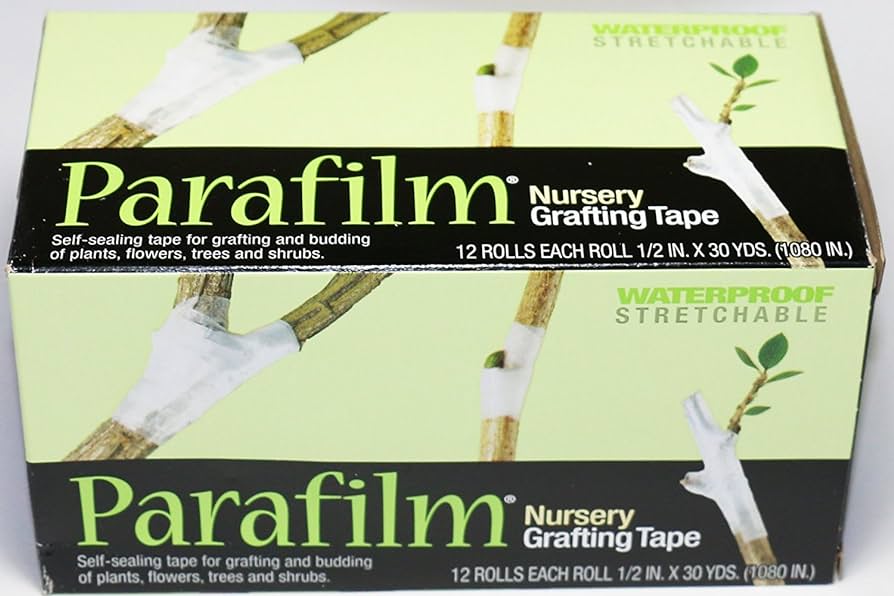 WATERPROOF
STRETCHABLE
Parafilm® Nursery
Grafting Tape
Self-sealing tape for grafting and budding
of plants, flowers, trees and shrubs.
12 ROLLS EACH ROLL 1/2 IN. X 30 YDS. (1080 IN.)
WATERPROOF
STRETCHABLE
Parafilm® Nursery
Grafting Tape
Self-sealing tape for grafting and budding
of plants, flowers, trees and shrubs.
12 ROLLS EACH ROLL 1/2 IN. X 30 YDS. (1080 IN.)